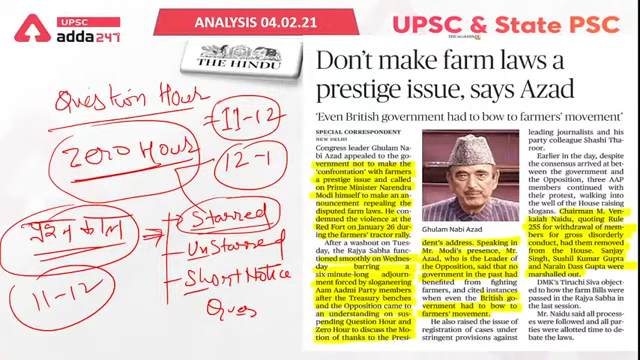 UPSC
adda247
ANALYSIS 04.02.21
UPSC & State PSC
THE HINDU
THE HINDU
Question Hour
= 11-12
Zero Hour
12-1
प्रश्न काल
11-12
Starred
UnStarred
Short Notice
Ques
Don't make farm laws a
prestige issue, says Azad
'Even British government had to bow to farmers' movement'
SPECIAL CORRESPONDENT
NEW DELHI
Congress leader Ghulam Na-
bi Azad appealed to the go-
vernment not to make the
'confrontation' with farmers
a prestige issue and called
on Prime Minister Narendra
Modi himself to make an an-
nouncement repealing the
disputed farm laws. He con-
demned the violence at the
Red Fort on January 26 dur-
ing the farmers' tractor rally.
After a washout on Tues-
day, the Rajya Sabha func-
tioned smoothly on Wednes-
day barring a
six-minute-long adjournment
forced by sloganeering
Aam Aadmi Party members
after the Treasury benches
and the Opposition came to
an understanding on sus-
pending Question Hour and
Zero Hour to discuss the Mo-
tion of thanks to the Presi-
Ghulam Nabi Azad
dent's address. Speaking in
Mr. Modi's presence, Mr.
Azad, who is the Leader of
the Opposition, said that no
government in the past had
benefited from fighting
farmers, and cited instances
when even the British go-
vernment had to bow to
farmers' movement.
He also raised the issue of
registration of cases under
stringent provisions against
leading journalists and his
party colleague Shashi Tha-
roor.
Earlier in the day, despite
the consensus arrived at bet-
ween the government and
the Opposition, three AAP
members continued with
their protest, walking into
the well of the House raising
slogans. Chairman M. Ven-
kaiah Naidu, quoting Rule
255 for withdrawal of mem-
bers for gross disorderly
conduct, had them removed
from the House. Sanjay
Singh, Sushil Kumar Gupta
and Narain Dass Gupta were
marshalled out.
DMK's Tiruchi Siva object-
ed to how the farm Bills were
passed in the Rajya Sabha in
the last session.
Mr. Naidu said all process-
es were followed and all par-
ties were allotted time to de-
bate the laws.